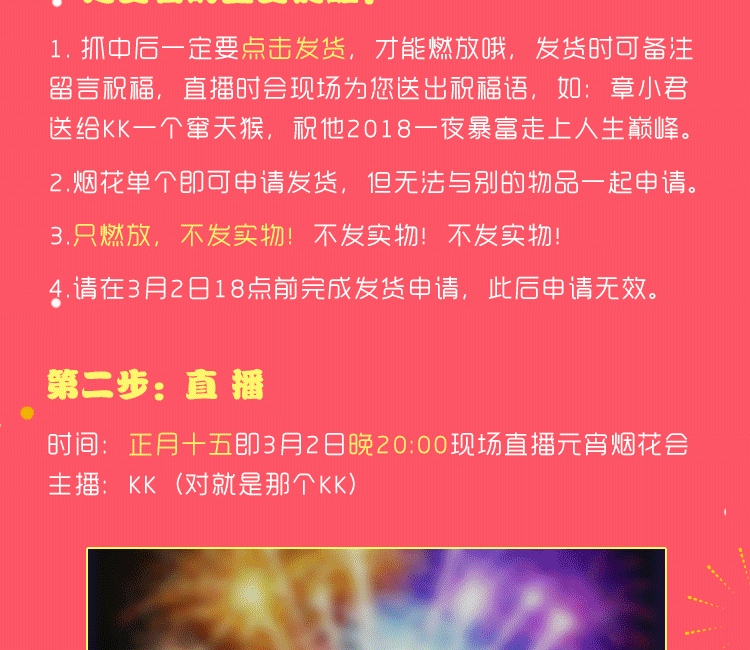 1. 抓中后一定要点击发货，才能燃放哦，发货时可备注
留言祝福，直播时会现场为您送出祝福语，如：章小君
送给KK一个窜天猴，祝他2018一夜暴富走上人生巅峰。
2.烟花单个即可申请发货，但无法与别的物品一起申请。
3.只燃放，不发实物！不发实物！不发实物！
4.请在3月2日18点前完成发货申请，此后申请无效。
第二步：直 播
时间：正月十五即3月2日晚20:00现场直播元宵烟花会
主播：KK（对就是那个KK）